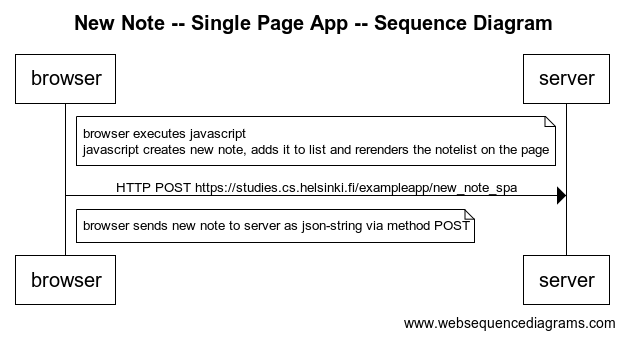 New Note -- Single Page App -- Sequence Diagram
browser server
browser executes javascript
javascript creates new note, adds it to list and rerenders the notelist on the page
HTTP POST https://studies.cs.helsinki.fi/exampleapp/new_note_spa
browser sends new note to server as json-string via method POST
browser server
www.websequencediagrams.com